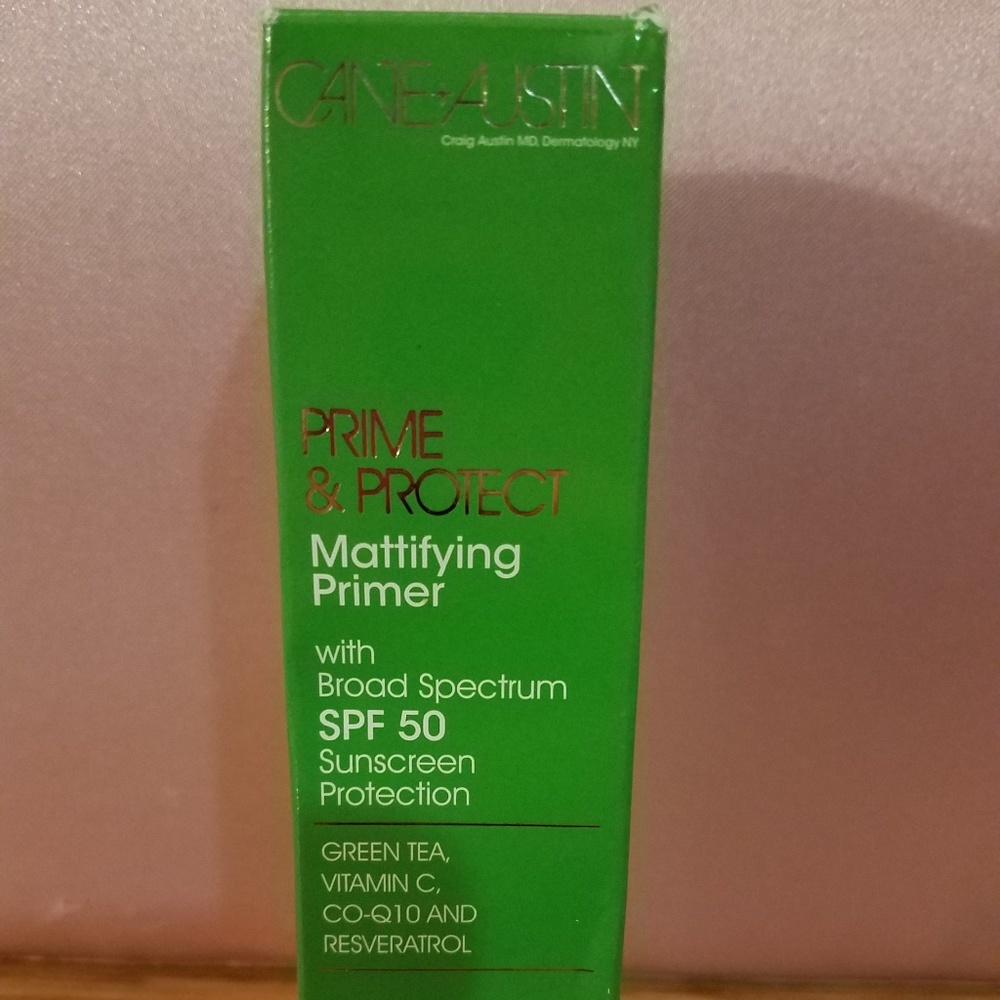 CANE+AUSTIN
Craig Austin MD, Dermatology NY
PRIME
& PROTECT
Mattifying
Primer
with
Broad Spectrum
SPF 50
Sunscreen
Protection
GREEN TEA,
VITAMIN C,
CO-Q10 AND
RESVERATROL